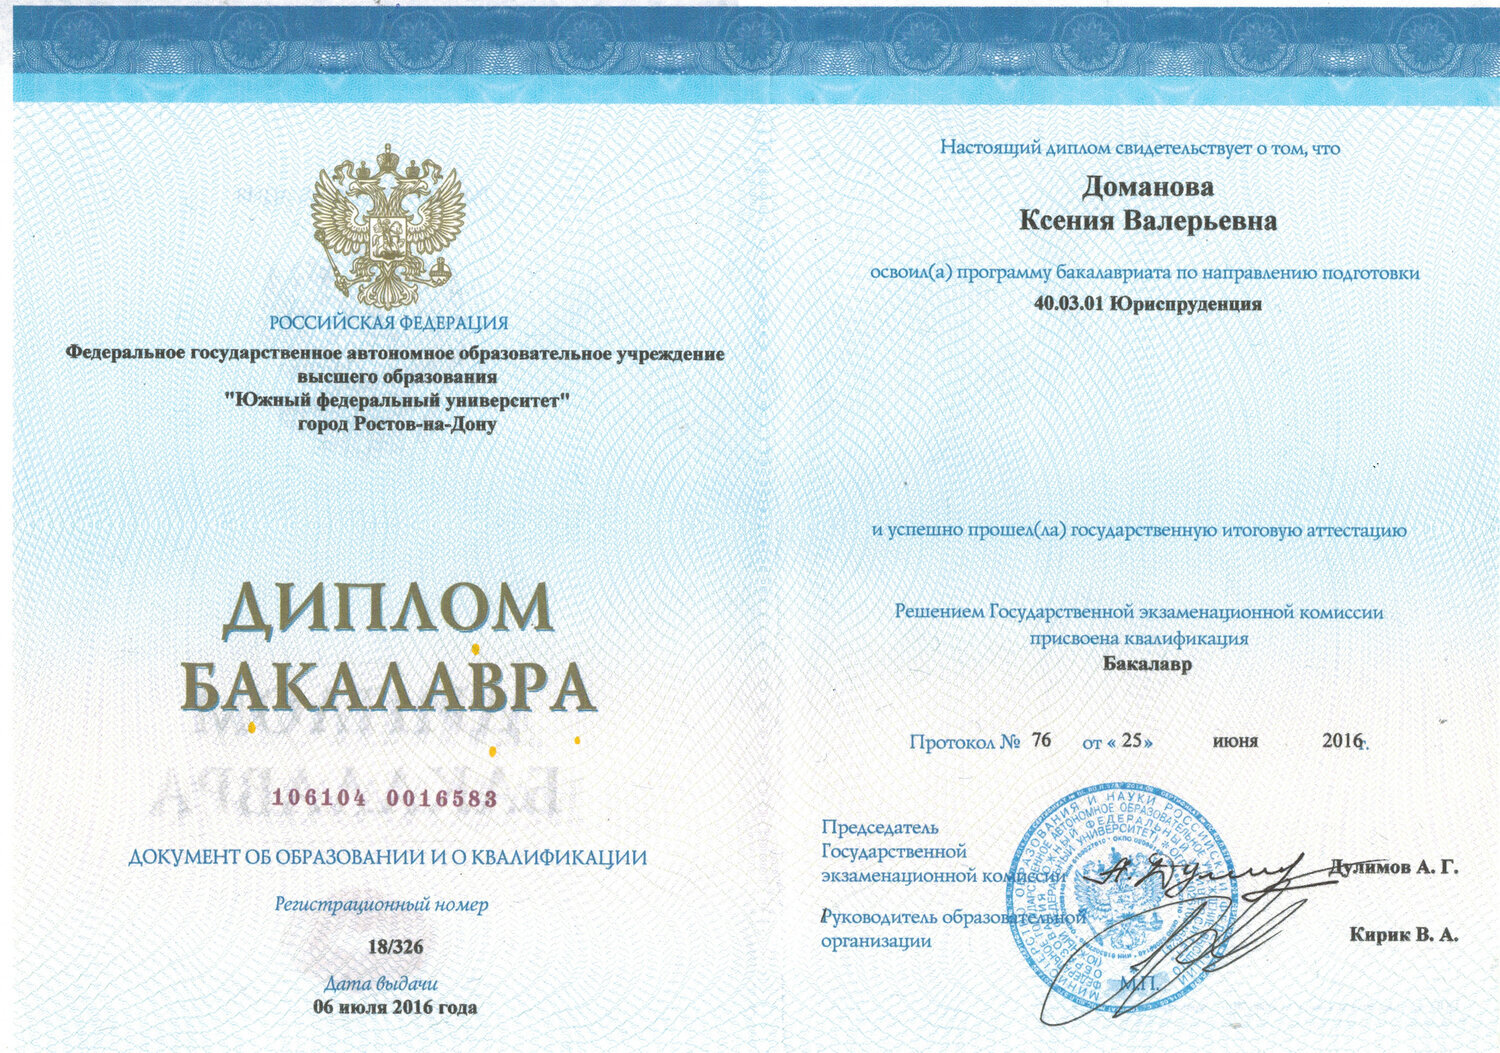 РОССИЙСКАЯ ФЕДЕРАЦИЯ
Федеральное государственное автономное образовательное учреждение
высшего образования
"Южный федеральный университет"
город Ростов-на-Дону
ДИПЛОМ
БАКАЛАВРА
106104 0016583
ДОКУМЕНТ ОБ ОБРАЗОВАНИИ И О КВАЛИФИКАЦИИ
Регистрационный номер
18/326
Дата выдачи
06 июля 2016 года
Настоящий диплом свидетельствует о том, что
Доманова
Ксения Валерьевна
освоил(а) программу бакалавриата по направлению подготовки
40.03.01 Юриспруденция
и успешно прошел(ла) государственную итоговую аттестацию
Решением Государственной экзаменационной комиссии
присвоена квалификация
Бакалавр
Протокол № 76 от « 25 » июня 2016 г.
Председатель
Государственной
экзаменационной комиссии
Дулимов А. Г.
Руководитель образовательной
организации
Кирик В. А.
М.П.